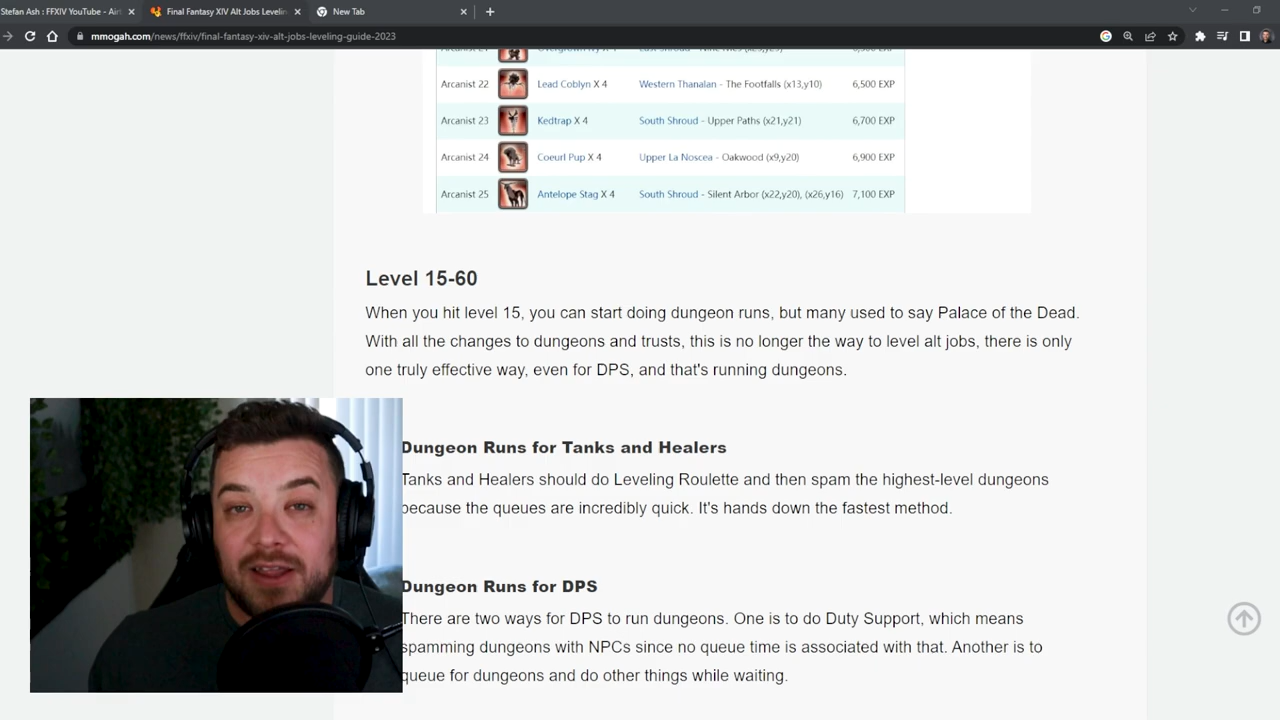 Stefan Ash : FFXIV YouTube - Airt
Final Fantasy XIV Alt Jobs Leveling
New Tab
mmogah.com/news/ffxiv/final-fantasy-xiv-alt-jobs-leveling-guide-2023
Arcanist 22 Lead Coblyn X 4 Western Thanalan - The Footfalls (x13,y10) 6,500 EXP
Arcanist 23 Kedtrap X 4 South Shroud - Upper Paths (x21,y21) 6,700 EXP
Arcanist 24 Coeurl Pup X 4 Upper La Noscea - Oakwood (x9,y20) 6,900 EXP
Arcanist 25 Antelope Stag X 4 South Shroud - Silent Arbor (x22,y20), (x26,y16) 7,100 EXP
Level 15-60
When you hit level 15, you can start doing dungeon runs, but many used to say Palace of the Dead.
With all the changes to dungeons and trusts, this is no longer the way to level alt jobs, there is only
one truly effective way, even for DPS, and that's running dungeons.
Dungeon Runs for Tanks and Healers
Tanks and Healers should do Leveling Roulette and then spam the highest-level dungeons
because the queues are incredibly quick. It's hands down the fastest method.
Dungeon Runs for DPS
There are two ways for DPS to run dungeons. One is to do Duty Support, which means
spamming dungeons with NPCs since no queue time is associated with that. Another is to
queue for dungeons and do other things while waiting.